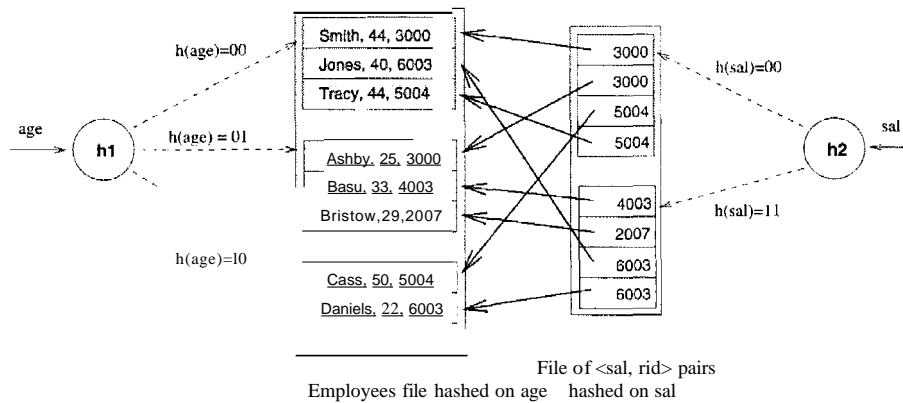 h(age)=00
age
h1
h(age) = 01
h(age)=l0
Smith, 44, 3000
Jones, 40, 6003
Tracy, 44, 5004
Ashby, 25, 3000
Basu, 33, 4003
Bristow,29,2007
Cass, 50, 5004
Daniels, 22, 6003
3000
3000
5004
5004
4003
2007
6003
6003
h(sal)=00
sal
h2
h(sal)=11
Employees file hashed on age
File of <sal, rid> pairs
hashed on sal